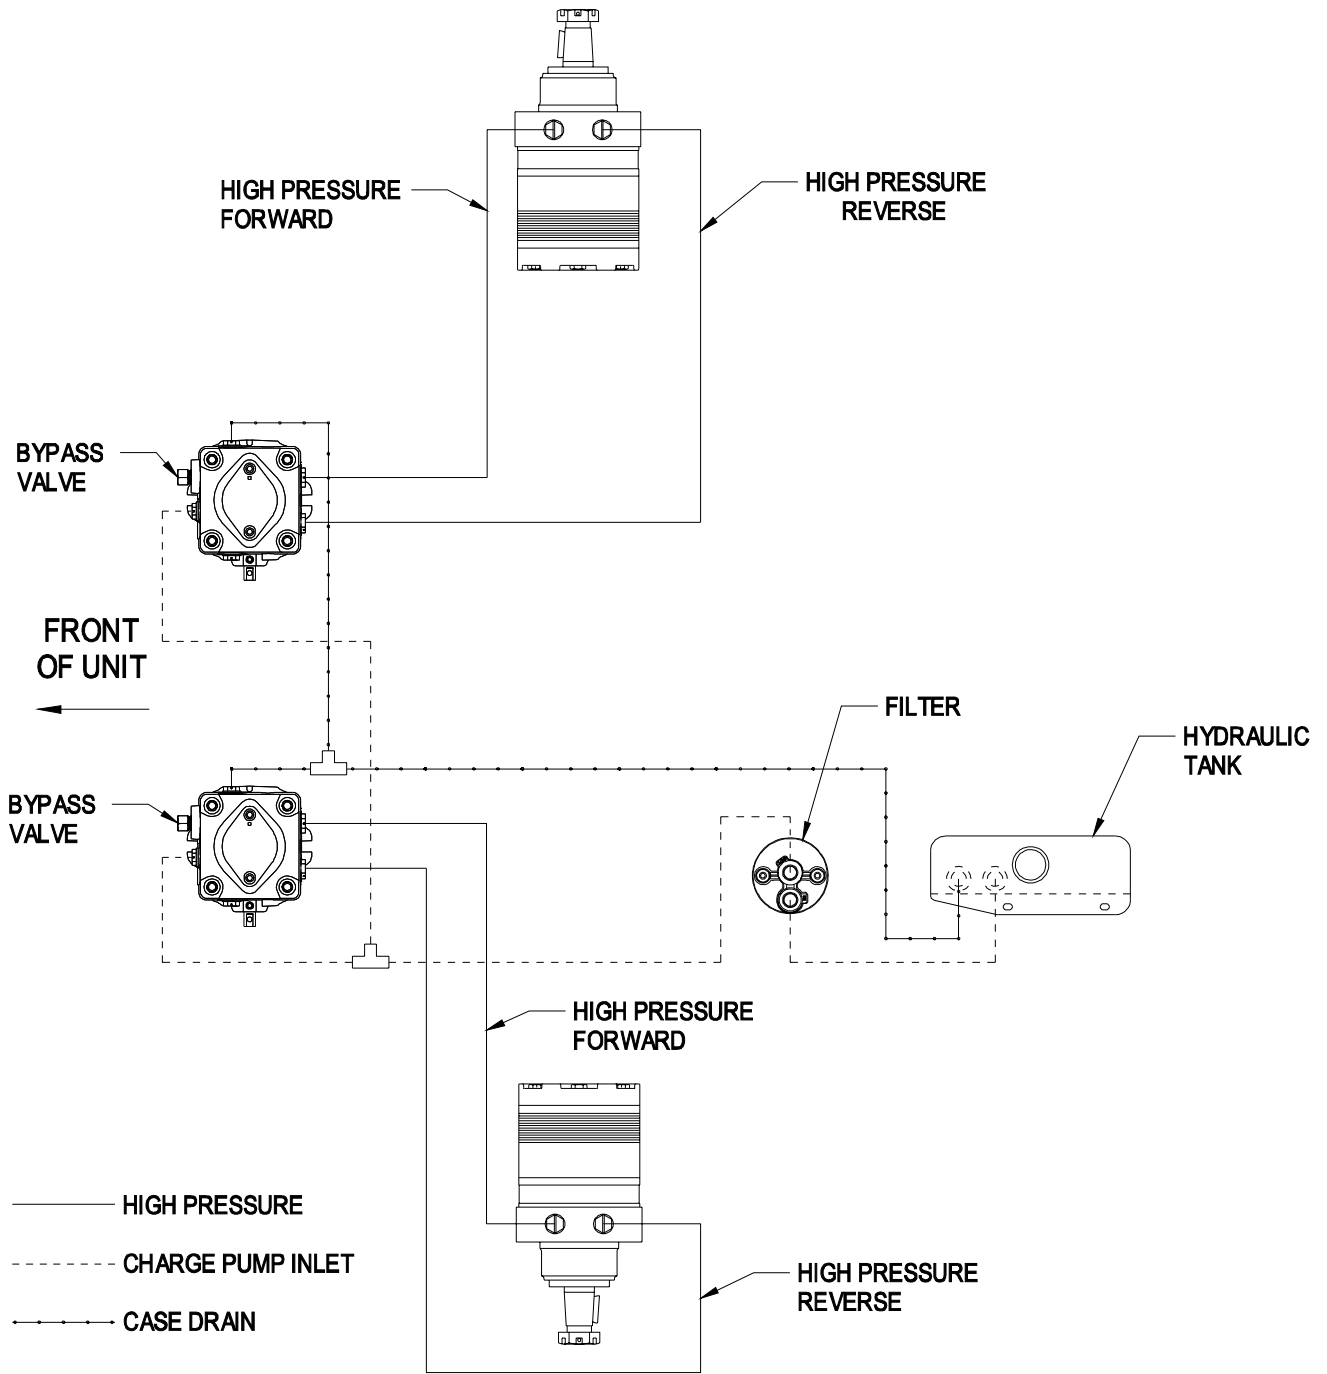 HIGH PRESSURE
FORWARD
HIGH PRESSURE
REVERSE
BYPASS
VALVE
FRONT
OF UNIT
FILTER
HYDRAULIC
TANK
BYPASS
VALVE
HIGH PRESSURE
FORWARD
HIGH PRESSURE
CHARGE PUMP INLET
CASE DRAIN
HIGH PRESSURE
REVERSE